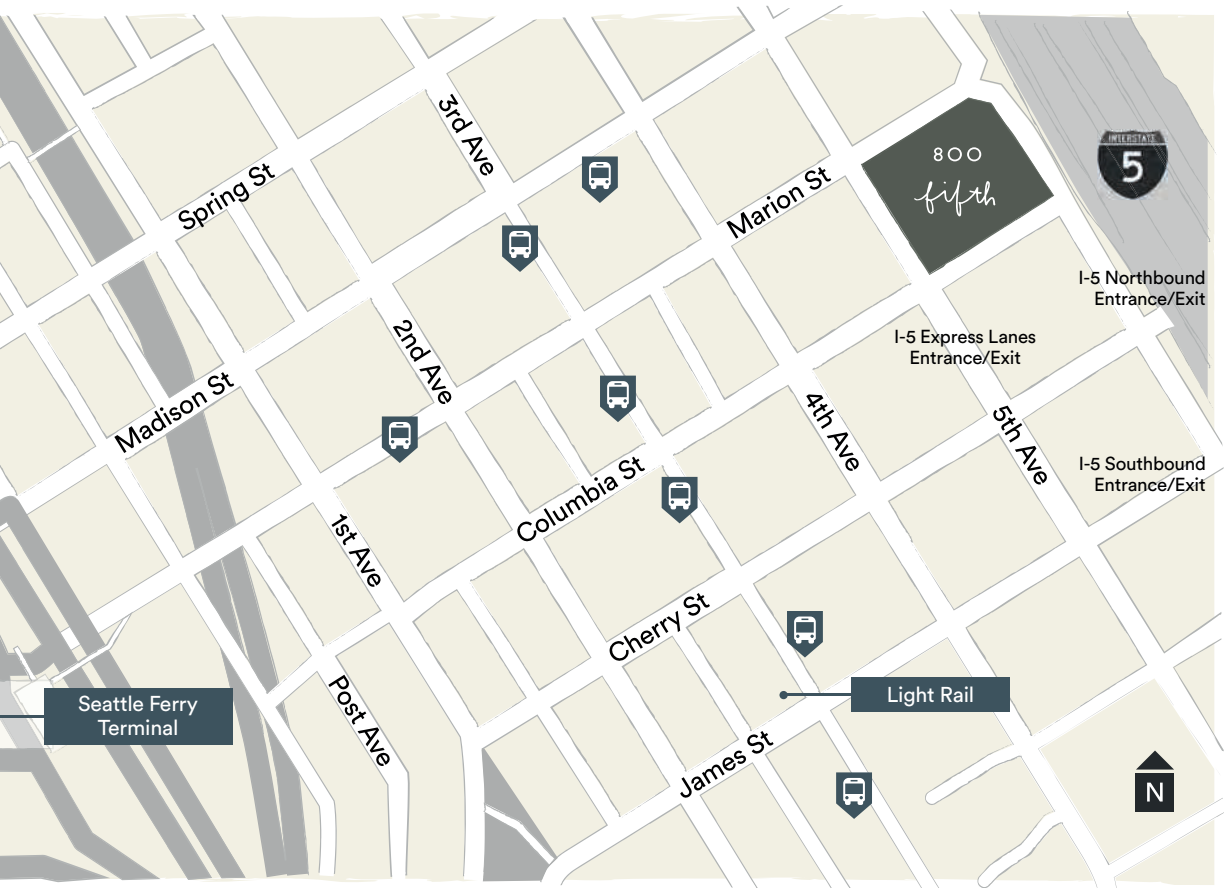 3rd Ave
INTERSTATE
5
800
fifth
Spring St
Marion St
I-5 Northbound
Entrance/Exit
2nd Ave
I-5 Express Lanes
Entrance/Exit
Madison St
4th Ave
5th Ave
I-5 Southbound
Entrance/Exit
Columbia St
1st Ave
Cherry St
Post Ave
Seattle Ferry
Terminal
Light Rail
James St
N